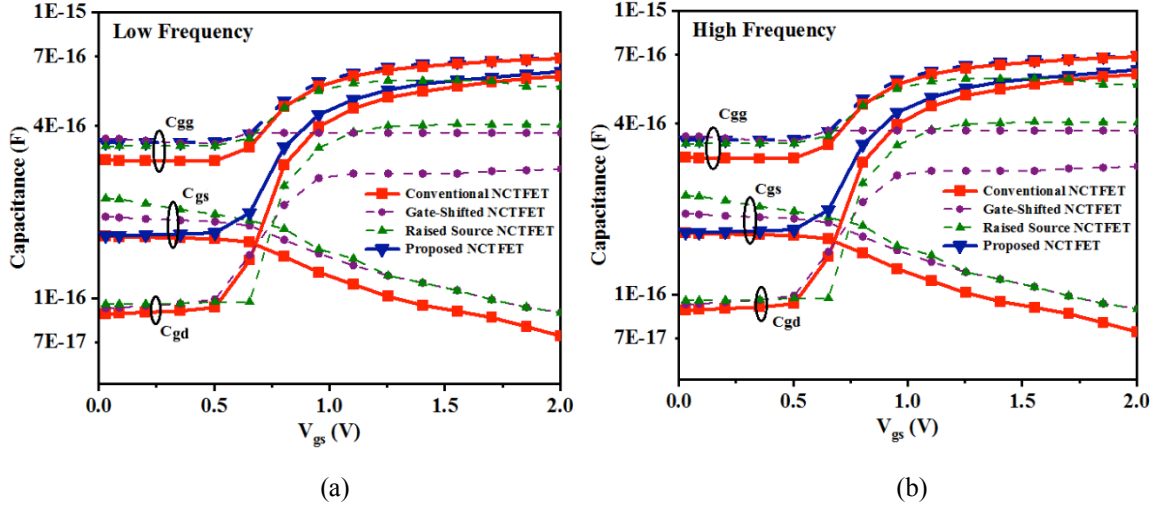 1E-15
Low Frequency
7E-16
4E-16
1E-16
7E-17
Capacitance (F)
Cgg
Cgs
Cgd
Conventional NCTFET
Gate-Shifted NCTFET
Raised Source NCTFET
Proposed NCTFET
0.0 0.5 1.0 1.5 2.0
Vgs (V)
(a)
1E-15
High Frequency
7E-16
4E-16
1E-16
7E-17
Capacitance (F)
Cgg
Cgs
Cgd
Conventional NCTFET
Gate-Shifted NCTFET
Raised Source NCTFET
Proposed NCTFET
0.0 0.5 1.0 1.5 2.0
Vgs (V)
(b)